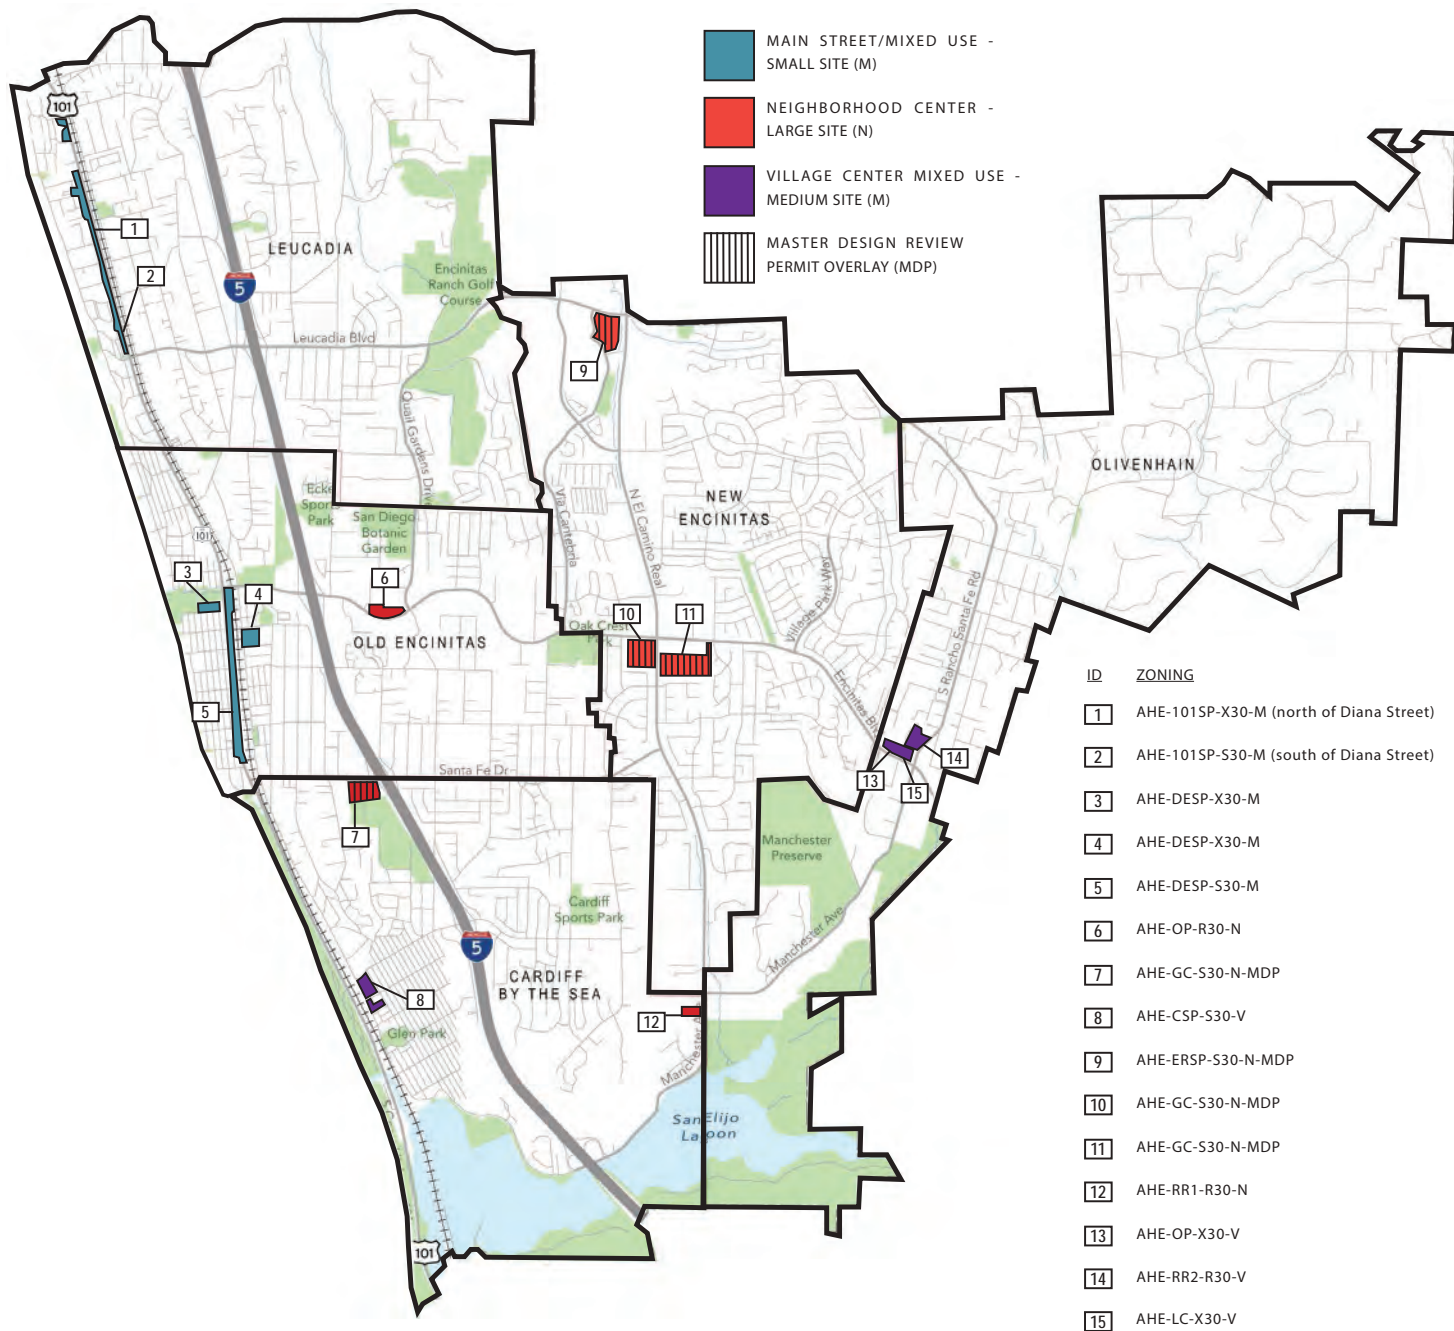 MAIN STREET/MIXED USE -
SMALL SITE (M)
NEIGHBORHOOD CENTER -
LARGE SITE (N)
VILLAGE CENTER MIXED USE -
MEDIUM SITE (M)
MASTER DESIGN REVIEW
PERMIT OVERLAY (MDP)
101
1
LEUCADIA
2
5
Encinitas
Ranch Golf
Course
Leucadia Blvd
9
Quail Gardens Drive
OLIVENHAIN
NEW
ENCINITAS
N El Camino Real
Via Cantebria
Ecke
Sports
Park
San Diego
Botanic
Garden
101
3
4
6
OLD ENCINITAS
5
Oak Crest
Park
10
11
Village Park Way
Encinitas Blvd
S Rancho Santa Fe Rd
13
14
15
Santa Fe Dr
7
Manchester
Preserve
Cardiff
Sports Park
Manchester Ave
5
CARDIFF
BY THE SEA
8
Glen Park
12
Manchester
San Elijo
Lagoon
101
ID ZONING
1 AHE-101SP-X30-M (north of Diana Street)
2 AHE-101SP-S30-M (south of Diana Street)
3 AHE-DESP-X30-M
4 AHE-DESP-X30-M
5 AHE-DESP-S30-M
6 AHE-OP-R30-N
7 AHE-GC-S30-N-MDP
8 AHE-CSP-S30-V
9 AHE-ERSP-S30-N-MDP
10 AHE-GC-S30-N-MDP
11 AHE-GC-S30-N-MDP
12 AHE-RR1-R30-N
13 AHE-OP-X30-V
14 AHE-RR2-R30-V
15 AHE-LC-X30-V